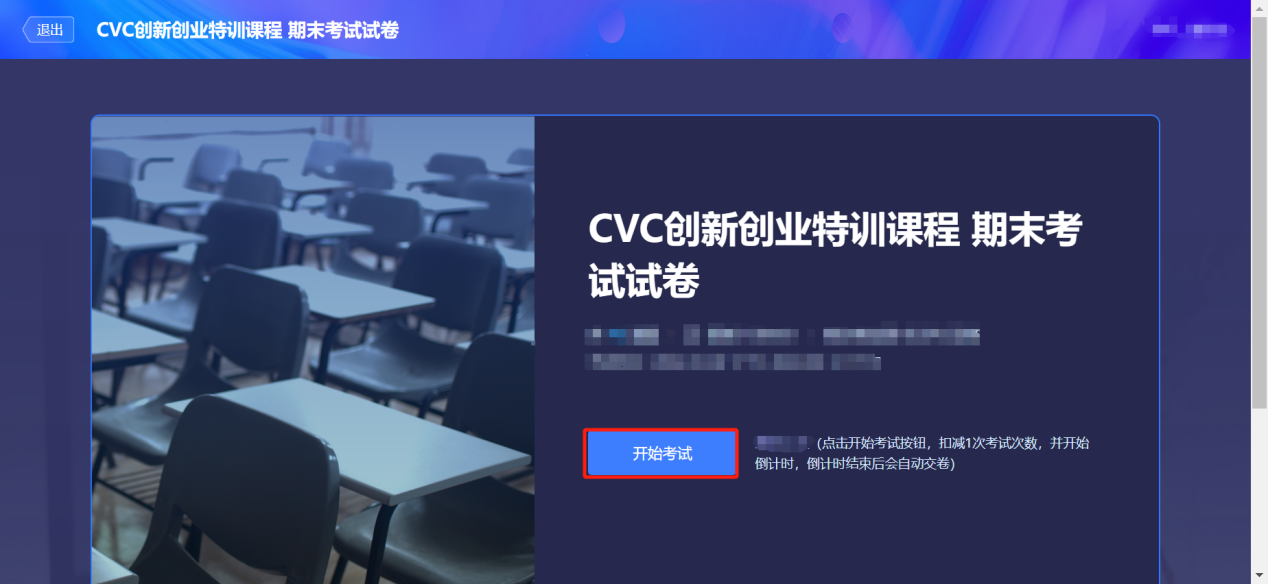 退出
CVC创新创业特训课程 期末考试试卷
CVC创新创业特训课程 期末考
试试卷
开始考试
(点击开始考试按钮，扣减1次考试次数，并开始
倒计时，倒计时结束后会自动交卷)